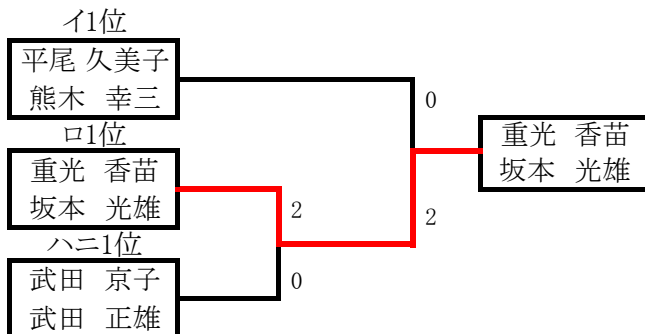 イ1位
平尾 久美子
熊木 幸三
ロ1位
重光 香苗
坂本 光雄
ハニ1位
武田 京子
武田 正雄
0
2
2
0
重光 香苗
坂本 光雄